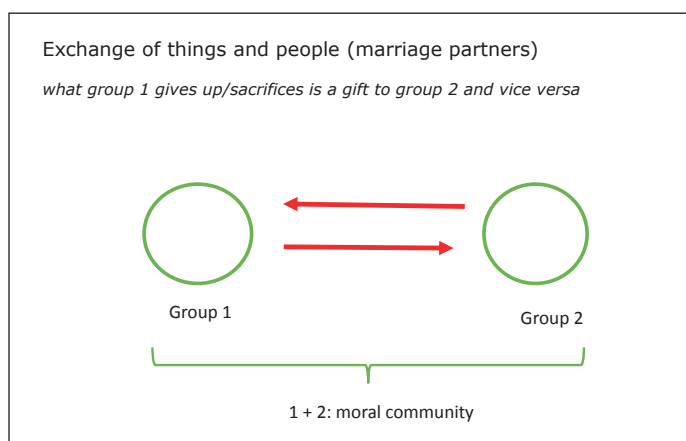 Exchange of things and people (marriage partners)
what group 1 gives up/sacrifices is a gift to group 2 and vice versa
Group 1
Group 2
1 + 2: moral community